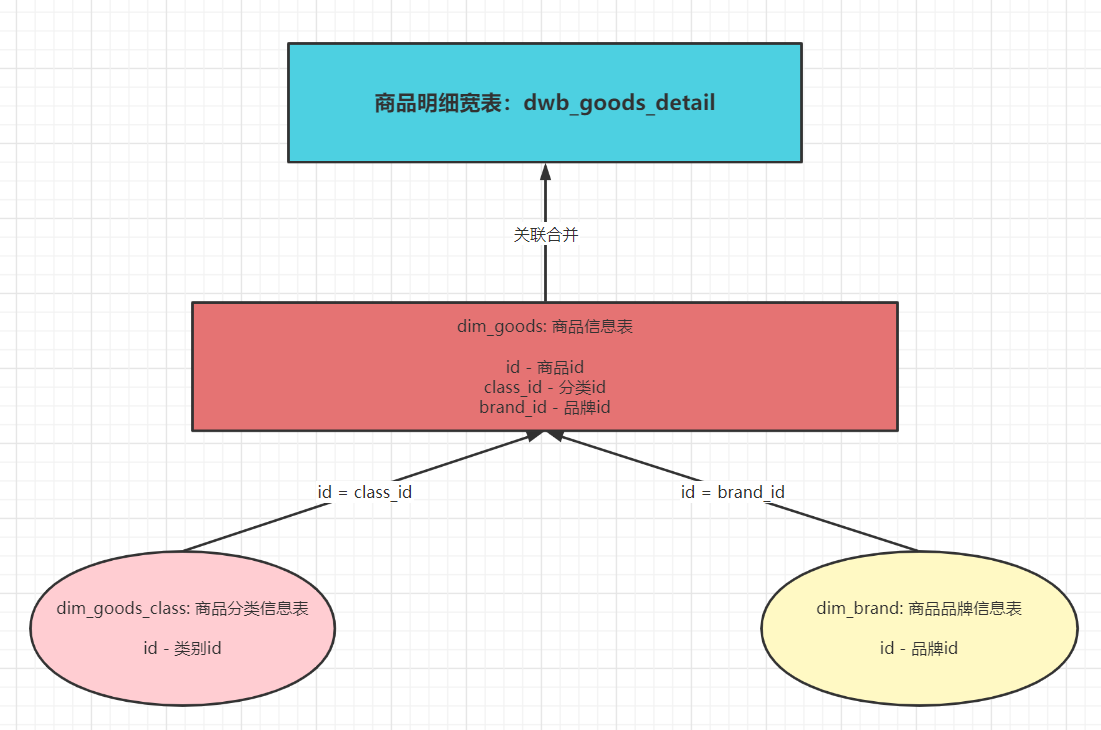 商品明细宽表：dwb_goods_detail
关联合并
dim_goods: 商品信息表
id - 商品id
class_id - 分类id
brand_id - 品牌id
id = class_id
id = brand_id
dim_goods_class: 商品分类信息表
id - 类别id
dim_brand: 商品品牌信息表
id - 品牌id